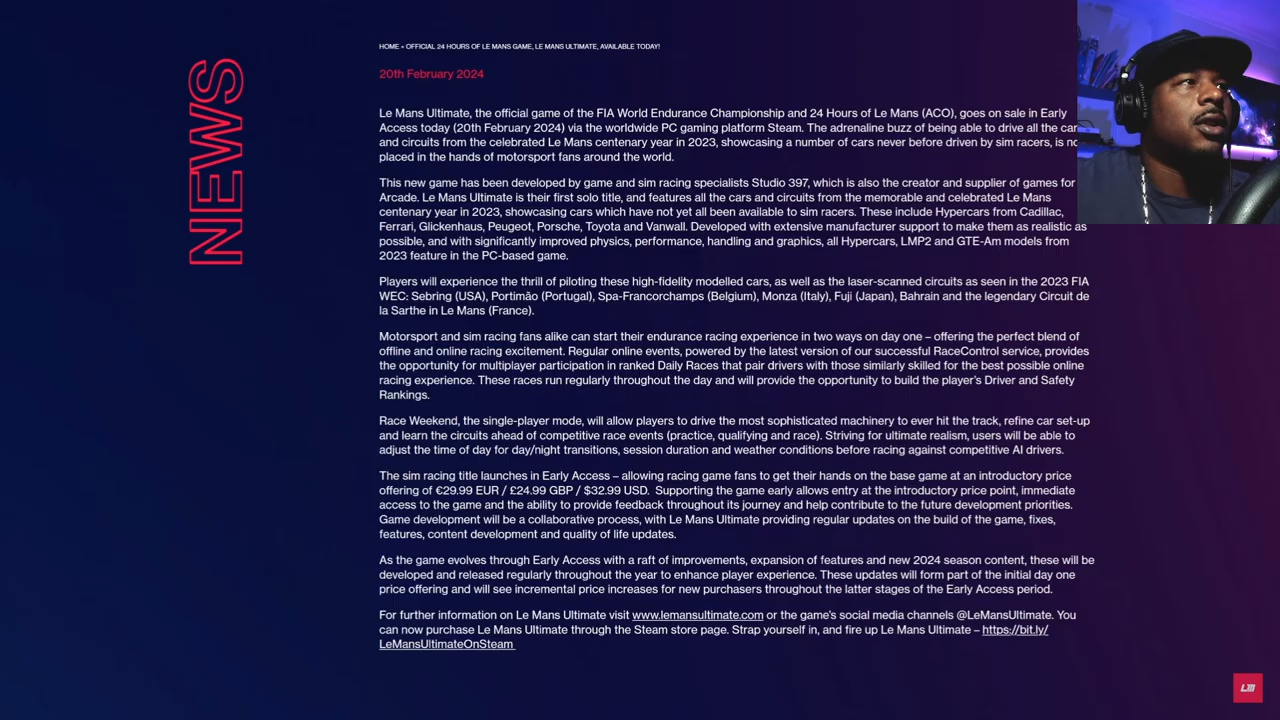 NEWS
HOME » OFFICIAL 24 HOURS OF LE MANS GAME, LE MANS ULTIMATE, AVAILABLE TODAY!
20th February 2024
Le Mans Ultimate, the official game of the FIA World Endurance Championship and 24 Hours of Le Mans (ACO), goes on sale in Early
Access today (20th February 2024) via the worldwide PC gaming platform Steam. The adrenaline buzz of being able to drive all the car
and circuits from the celebrated Le Mans centenary year in 2023, showcasing a number of cars never before driven by sim racers, is
placed in the hands of motorsport fans around the world.
This new game has been developed by game and sim racing specialists Studio 397, which is also the creator and supplier of games for
Arcade. Le Mans Ultimate is their first solo title, and features all the cars and circuits from the memorable and celebrated Le Mans
centenary year in 2023, showcasing cars which have not yet all been available to sim racers. These include Hypercars from Cadillac,
Ferrari, Glickenhaus, Peugeot, Porsche, Toyota and Vanwall. Developed with extensive manufacturer support to make them as realistic as
possible, and with significantly improved physics, performance, handling and graphics, all Hypercars, LMP2 and GTE-Am models from
2023 feature in the PC-based game.
Players will experience the thrill of piloting these high-fidelity modelled cars, as well as the laser-scanned circuits as seen in the 2023 FIA
WEC: Sebring (USA), Portimão (Portugal), Spa-Francorchamps (Belgium), Monza (Italy), Fuji (Japan), Bahrain and the legendary Circuit de
la Sarthe in Le Mans (France).
Motorsport and sim racing fans alike can start their endurance racing experience in two ways on day one – offering the perfect blend of
offline and online racing excitement. Regular online events, powered by the latest version of our successful RaceControl service, provides
the opportunity for multiplayer participation in ranked Daily Races that pair drivers with those similarly skilled for the best possible online
racing experience. These races run regularly throughout the day and will provide the opportunity to build the player's Driver and Safety
Rankings.
Race Weekend, the single-player mode, will allow players to drive the most sophisticated machinery to ever hit the track, refine car set-up
and learn the circuits ahead of competitive race events (practice, qualifying and race). Striving for ultimate realism, users will be able to
adjust the time of day for day/night transitions, session duration and weather conditions before racing against competitive AI drivers.
The sim racing title launches in Early Access – allowing racing game fans to get their hands on the base game at an introductory price
offering of €29.99 EUR / £24.99 GBP / $32.99 USD. Supporting the game early allows entry at the introductory price point, immediate
access to the game and the ability to provide feedback throughout its journey and help contribute to the future development priorities.
Game development will be a collaborative process, with Le Mans Ultimate providing regular updates on the build of the game, fixes,
features, content development and quality of life updates.
As the game evolves through Early Access with a raft of improvements, expansion of features and new 2024 season content, these will be
developed and released regularly throughout the year to enhance player experience. These updates will form part of the initial day one
price offering and will see incremental price increases for new purchasers throughout the latter stages of the Early Access period.
For further information on Le Mans Ultimate visit www.lemansultimate.com or the game's social media channels @LeMansUltimate. You
can now purchase Le Mans Ultimate through the Steam store page. Strap yourself in, and fire up Le Mans Ultimate – https://bit.ly/
LeMansUltimateOnSteam